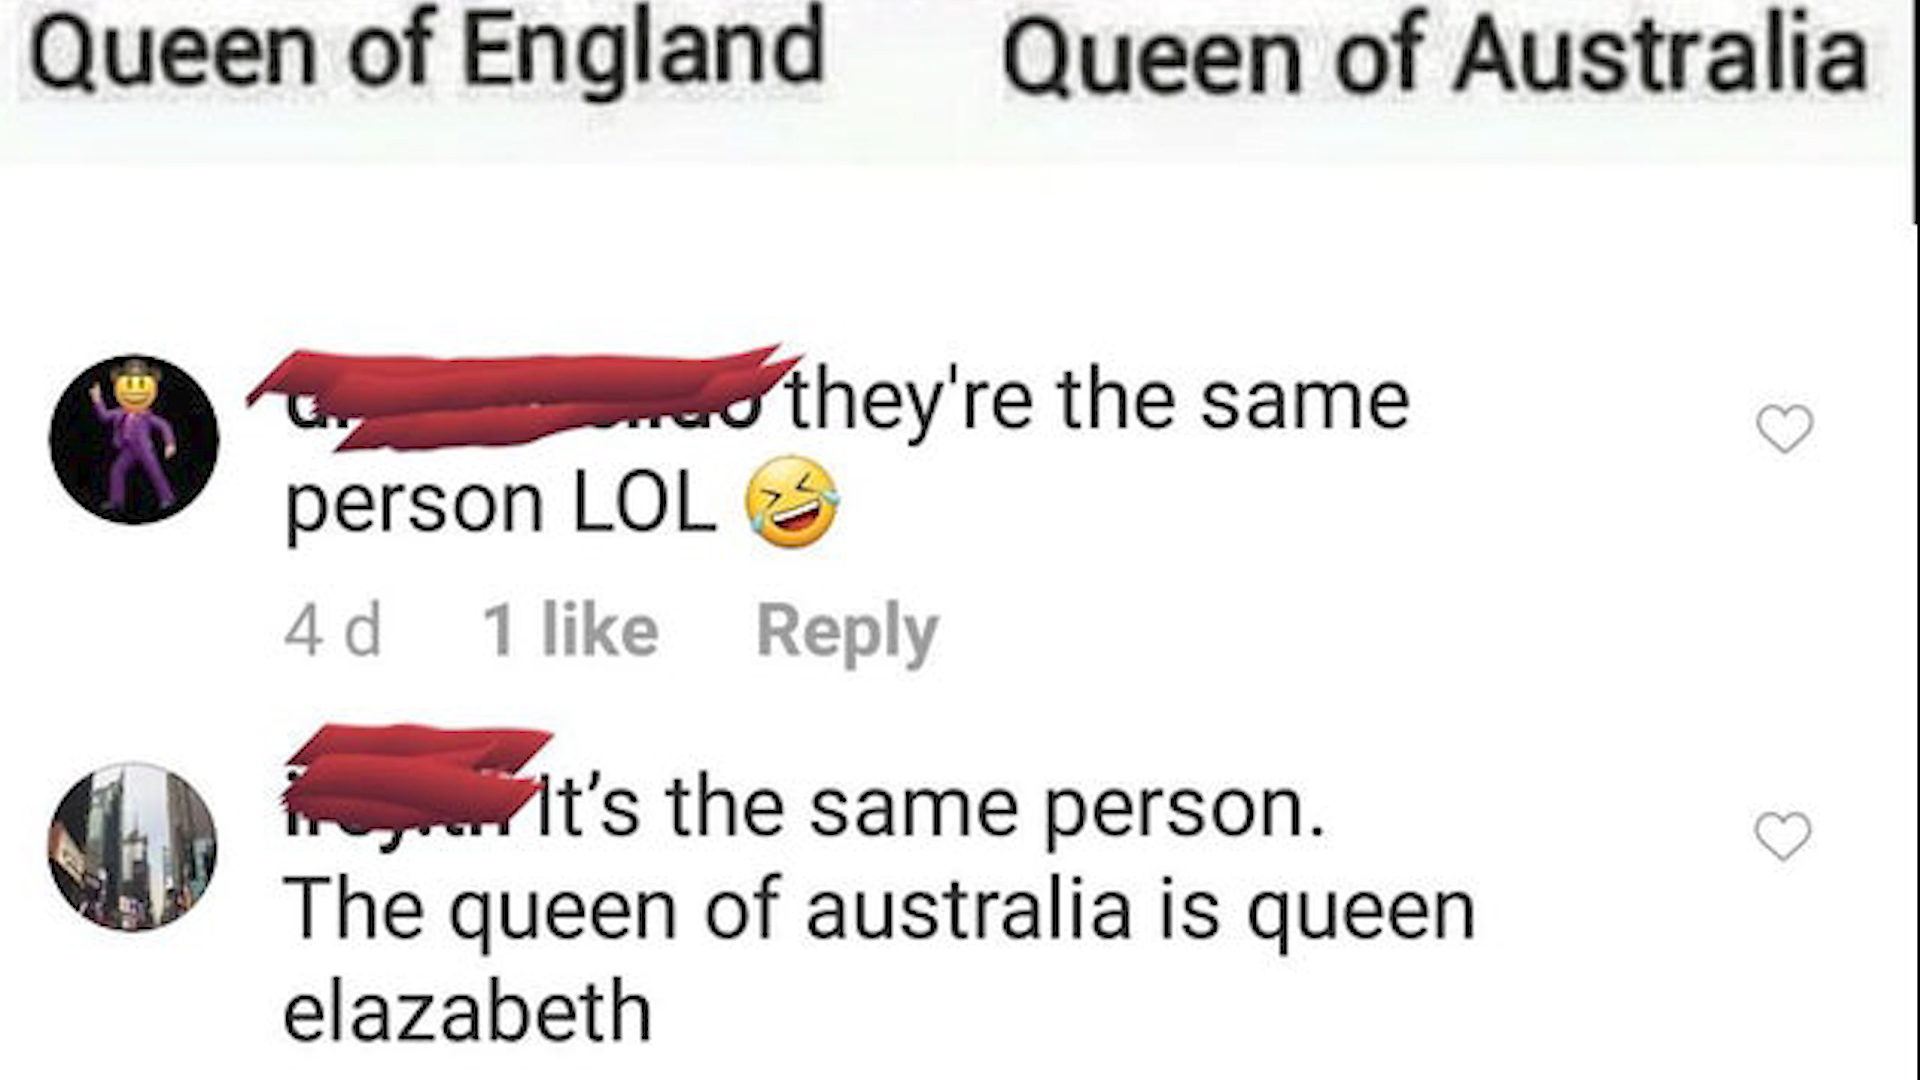 Queen of England Queen of Australia
they're the same
person LOL 🤣
4 d 1 like Reply
It’s the same person.
The queen of australia is queen
elazabeth